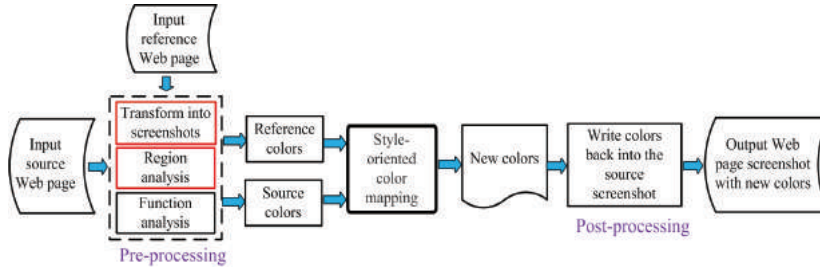 Input
reference
Web page
Input
source
Web page
Transform into
screenshots
Region
analysis
Function
analysis
Pre-processing
Reference
colors
Source
colors
Style-
oriented
color
mapping
New colors
Write colors
back into the
source
screenshot
Post-processing
Output Web
page screenshot
with new colors